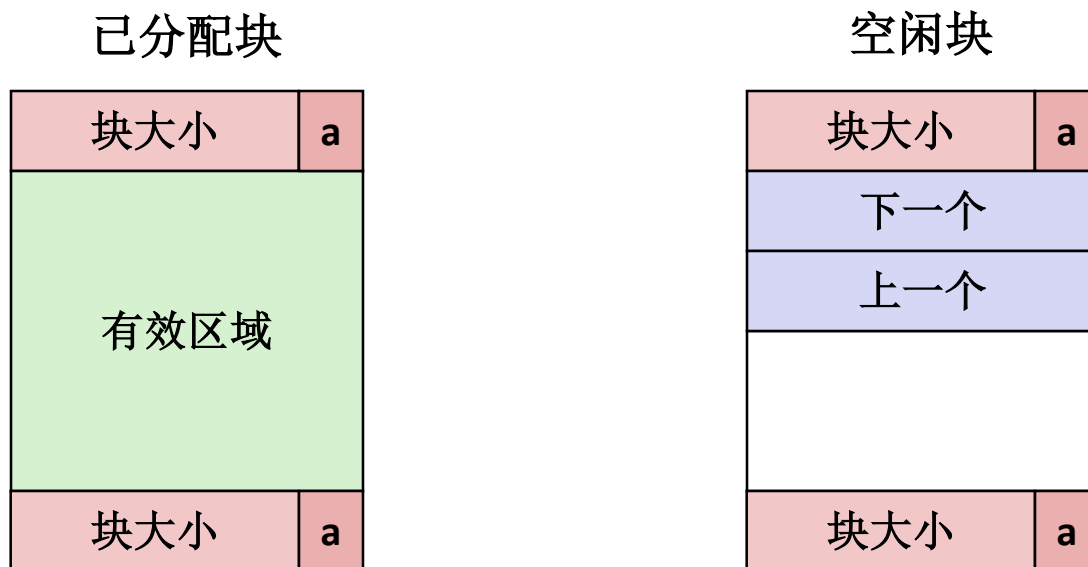 已分配块
块大小 a
有效区域
块大小 a
空闲块
块大小 a
下一个
上一个
块大小 a